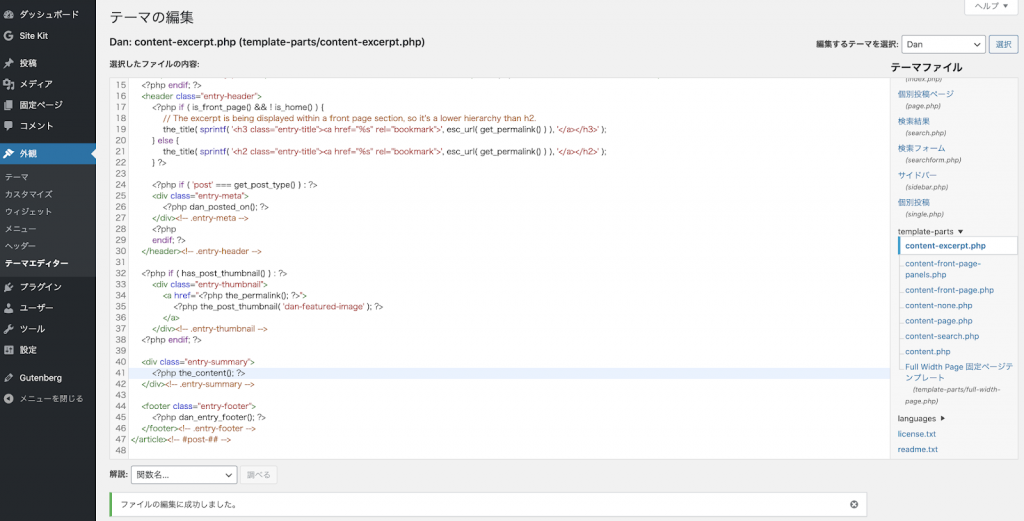 ダッシュボード
Site Kit
投稿
メディア
固定ページ
コメント
外観
テーマ
カスタマイズ
ウィジェット
メニュー
ヘッダー
テーマエディター
プラグイン
ユーザー
ツール
設定
Gutenberg
メニューを閉じる
ヘルプ ▼
テーマの編集
Dan: content-excerpt.php (template-parts/content-excerpt.php)
編集するテーマを選択: Dan 選択
選択したファイルの内容:
15 <?php endif; ?>
16 <header class="entry-header">
17 <?php if ( is_front_page() && ! is_home() ) {
18 // The excerpt is being displayed within a front page section, so it's a lower hierarchy than h2.
19 the_title( sprintf( '<h3 class="entry-title"><a href="%s" rel="bookmark">', esc_url( get_permalink() ) ), '</a></h3>' );
20 } else {
21 the_title( sprintf( '<h2 class="entry-title"><a href="%s" rel="bookmark">', esc_url( get_permalink() ) ), '</a></h2>' );
22 } ?>
23
24 <?php if ( 'post' === get_post_type() ) : ?>
25 <div class="entry-meta">
26 <?php dan_posted_on(); ?>
27 </div><!-- .entry-meta -->
28 <?php
29 endif; ?>
30 </header><!-- .entry-header -->
31
32 <?php if ( has_post_thumbnail() ) : ?>
33 <div class="entry-thumbnail">
34 <a href="<?php the_permalink(); ?>">
35 <?php the_post_thumbnail( 'dan-featured-image' ); ?>
36 </a>
37 </div><!-- .entry-thumbnail -->
38 <?php endif; ?>
39
40 <div class="entry-summary">
41 <?php the_content(); ?>
42 </div><!-- .entry-summary -->
43
44 <footer class="entry-footer">
45 <?php dan_entry_footer(); ?>
46 </footer><!-- .entry-footer -->
47 </article><!-- #post-## -->
48
テーマファイル
(index.php)
個別投稿ページ
(page.php)
検索結果
(search.php)
検索フォーム
(searchform.php)
サイドバー
(sidebar.php)
個別投稿
(single.php)
template-parts ▼
content-excerpt.php
content-front-page-
panels.php
content-front-page.php
content-none.php
content-page.php
content-search.php
content.php
Full Width Page 固定ページテ
ンプレート
(template-parts/full-width-
page.php)
languages ▶
license.txt
readme.txt
解説: 関数名... 調べる
ファイルの編集に成功しました。